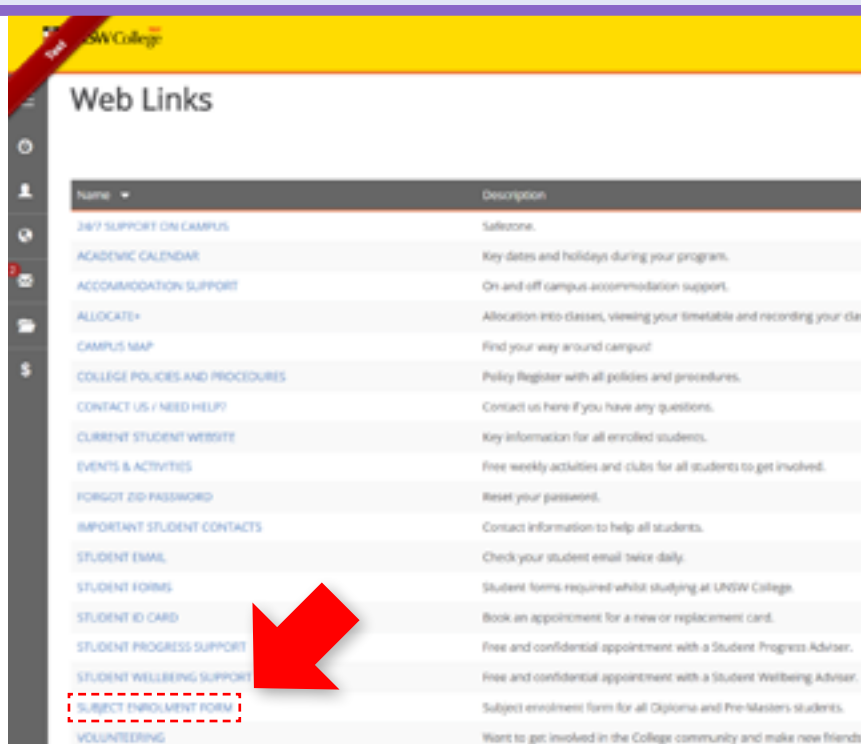 Test
UNSW College
Web Links
Name Description
24/7 SUPPORT ON CAMPUS Safezone.
ACADEMIC CALENDAR Key dates and holidays during your program.
ACCOMMODATION SUPPORT On and off campus accommodation support.
ALLOCATE+ Allocation into classes, viewing your timetable and recording your
CAMPUS MAP Find your way around campus!
COLLEGE POLICIES AND PROCEDURES Policy Register with all policies and procedures.
CONTACT US / NEED HELP? Contact us here if you have any questions.
CURRENT STUDENT WEBSITE Key information for all enrolled students.
EVENTS & ACTIVITIES Free weekly activities and clubs for all students to get involved.
FORGOT ZID PASSWORD Reset your password.
IMPORTANT STUDENT CONTACTS Contact information to help all students.
STUDENT EMAIL Check your student email twice daily.
STUDENT FORMS Student forms required whilst studying at UNSW College.
STUDENT ID CARD Book an appointment for a new or replacement card.
STUDENT PROGRESS SUPPORT Free and confidential appointment with a Student Progress Adviser.
STUDENT WELLBEING SUPPORT Free and confidential appointment with a Student Wellbeing Adviser.
SUBJECT ENROLMENT FORM Subject enrolment form for all Diploma and Pre-Masters students.
VOLUNTEERING Want to get involved in the College community and make new friends
2
$